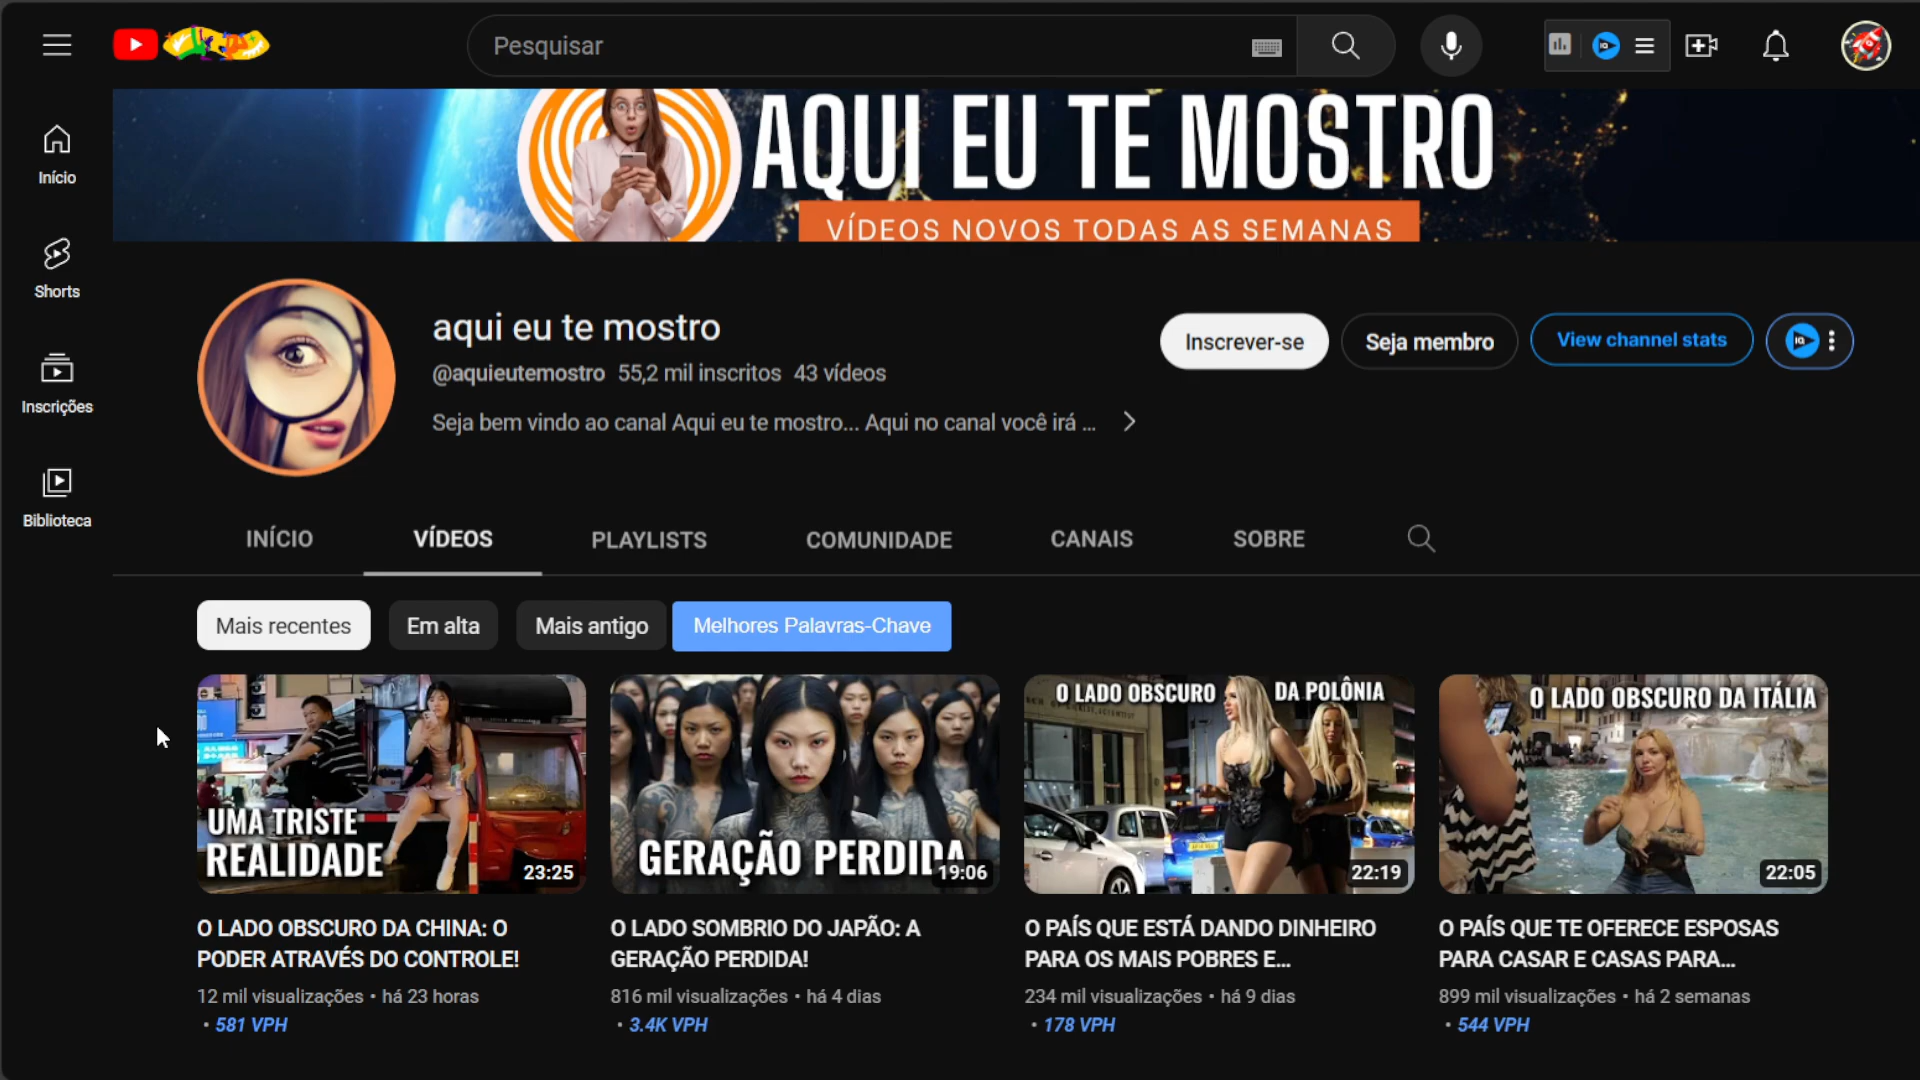 Pesquisar
AQUI EU TE MOSTRO
VÍDEOS NOVOS TODAS AS SEMANAS
Início
Shorts
Inscrições
Biblioteca
aqui eu te mostro
@aquieutemostro 55,2 mil inscritos 43 vídeos
Seja bem vindo ao canal Aqui eu te mostro... Aqui no canal você irá ...
Inscrever-se
Seja membro
View channel stats
INÍCIO
VÍDEOS
PLAYLISTS
COMUNIDADE
CANAIS
SOBRE
Mais recentes
Em alta
Mais antigo
Melhores Palavras-Chave
UMA TRISTE
REALIDADE
23:25
O LADO OBSCURO DA CHINA: O
PODER ATRAVÉS DO CONTROLE!
12 mil visualizações • há 23 horas
• 581 VPH
GERAÇÃO PERDIDA
19:06
O LADO SOMBRIO DO JAPÃO: A
GERAÇÃO PERDIDA!
816 mil visualizações • há 4 dias
• 3.4K VPH
O LADO OBSCURO DA POLÔNIA
22:19
O PAÍS QUE ESTÁ DANDO DINHEIRO
PARA OS MAIS POBRES E...
234 mil visualizações • há 9 dias
• 178 VPH
O LADO OBSCURO DA ITÁLIA
22:05
O PAÍS QUE TE OFERECE ESPOSAS
PARA CASAR E CASAS PARA...
899 mil visualizações • há 2 semanas
• 544 VPH